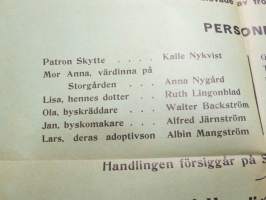 PERSON
Patron Skytte . . . Kalle Nykvist
Mor Anna, värdinna på
Storgården . . . Anna Nygård
Lisa, hennes dotter . . Ruth Lingonblad
Ola, byskräddare . . Walter Backström
Jan, byskomakare . . Alfred Järnström
Lars, deras adoptivson Albin Mangström
Handlingen försiggår på S